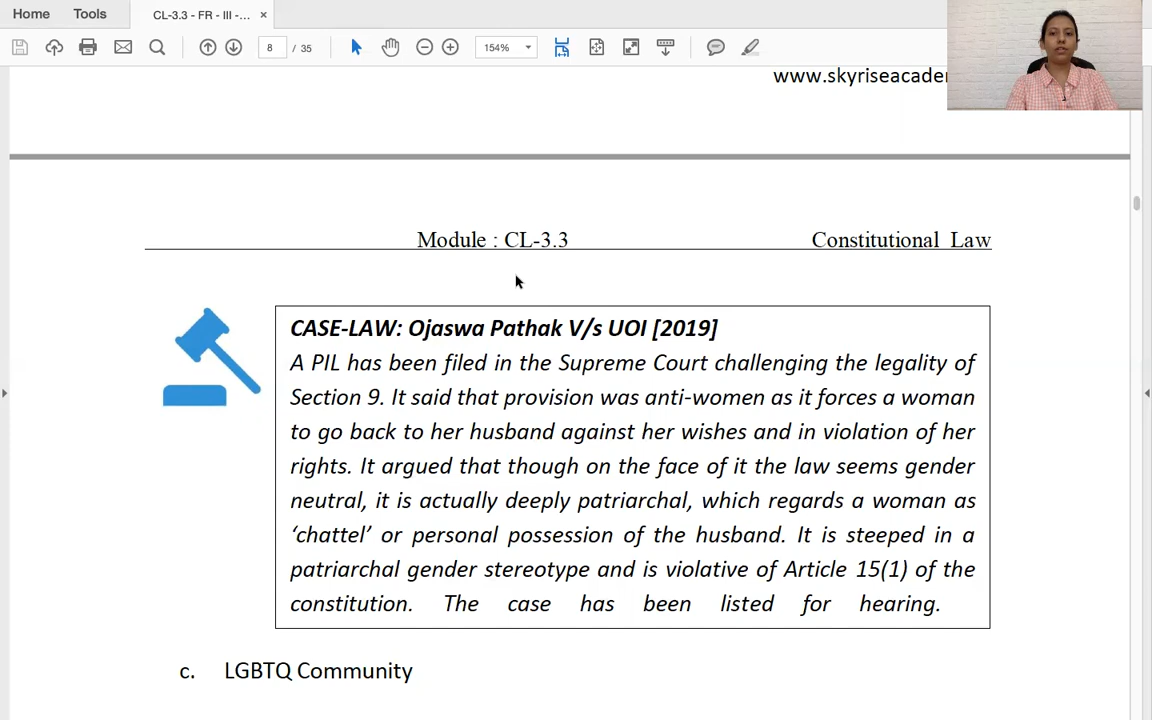 Home Tools CL-3.3 - FR - III -... ×
8 / 35 154%
www.skyriseacade
Module : CL-3.3 Constitutional Law
CASE-LAW: Ojaswa Pathak V/s UOI [2019]
A PIL has been filed in the Supreme Court challenging the legality of
Section 9. It said that provision was anti-women as it forces a woman
to go back to her husband against her wishes and in violation of her
rights. It argued that though on the face of it the law seems gender
neutral, it is actually deeply patriarchal, which regards a woman as
‘chattel’ or personal possession of the husband. It is steeped in a
patriarchal gender stereotype and is violative of Article 15(1) of the
constitution. The case has been listed for hearing.
c. LGBTQ Community